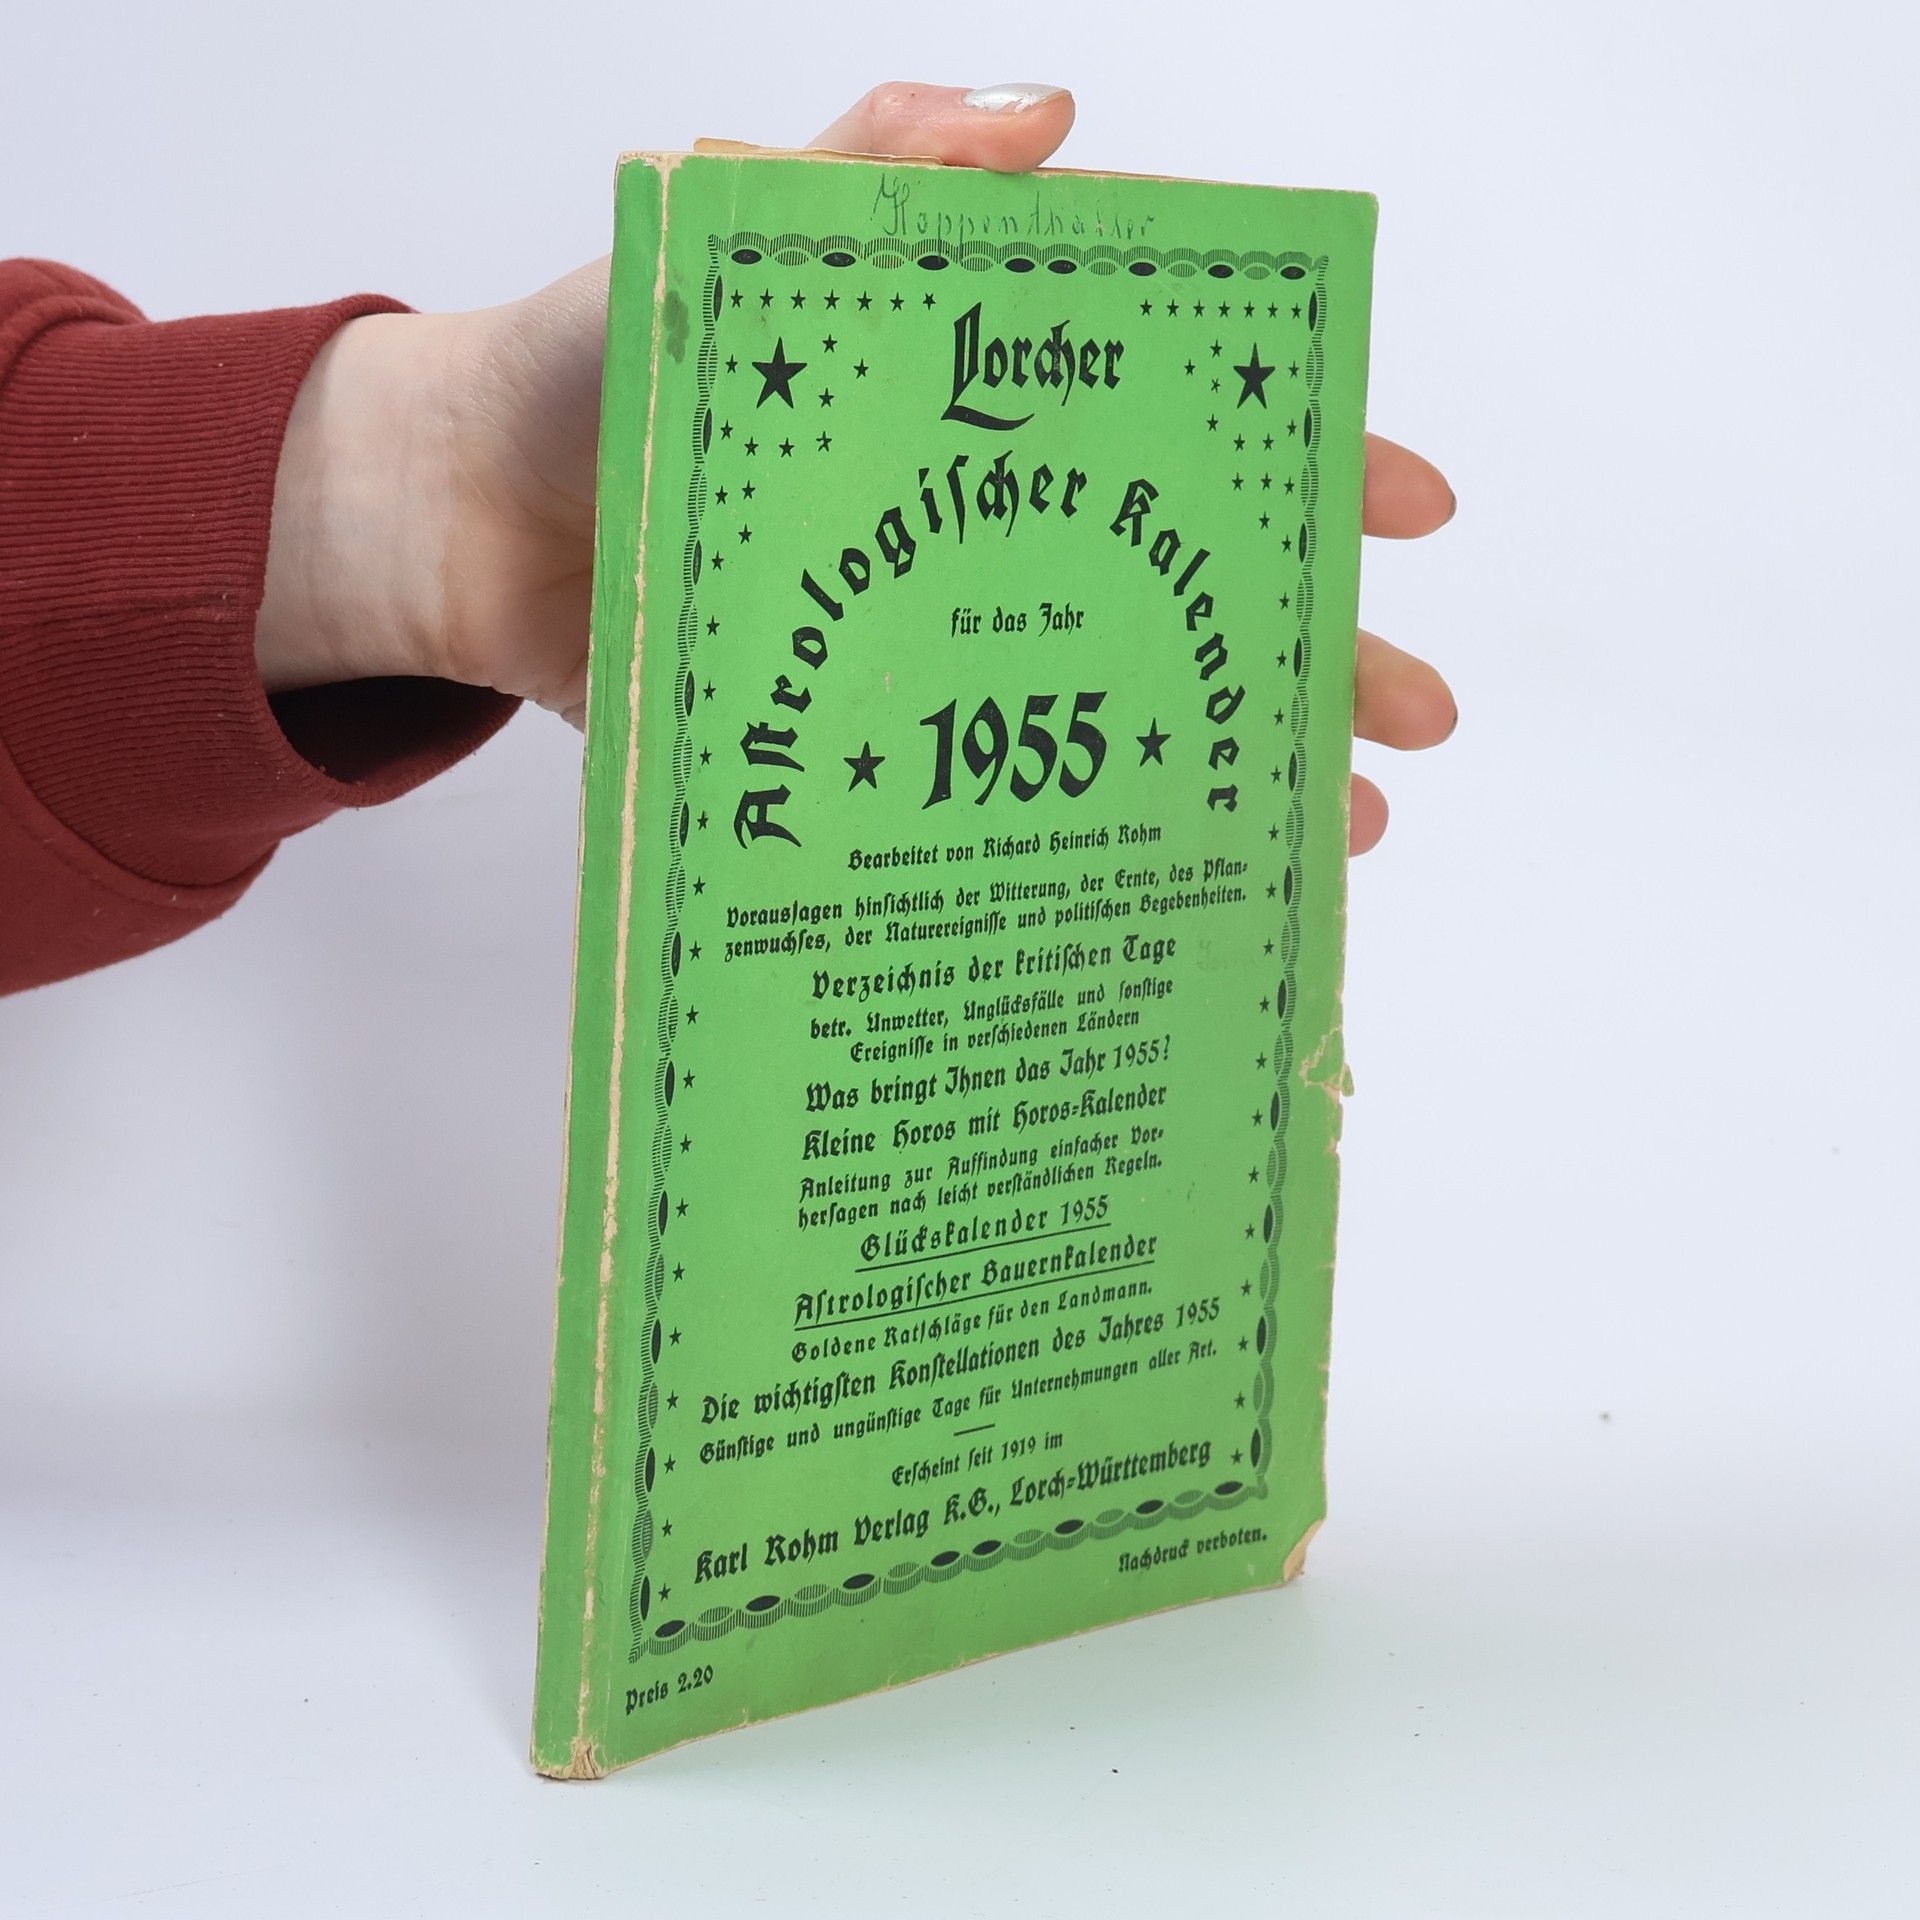 Koppenthaller
Lorcher
Astrologischer Kalender
für das Jahr
1955
Bearbeitet von Richard Heinrich Rohm
Voraussagen hinsichtlich der Witterung, der Ernte, des Pflan-
zenwuchses, der Naturereignisse und politischen Begebenheiten.
Verzeichnis der kritischen Tage
betr. Unwetter, Unglücksfälle und sonstige
Ereignisse in verschiedenen Ländern
Was bringt Ihnen das Jahr 1955?
Kleine Horos mit Horos-Kalender
Anleitung zur Auffindung einfacher Vor-
hersagen nach leicht verständlichen Regeln.
Glückskalender 1955
Astrologischer Bauernkalender
Goldene Ratschläge für den Landmann.
Die wichtigsten Konstellationen des Jahres 1955
Günstige und ungünstige Tage für Unternehmungen aller Art.
Erscheint seit 1919 im
Karl Rohm Verlag K.G., Lorch-Württemberg
Nachdruck verboten.
Preis 2.20